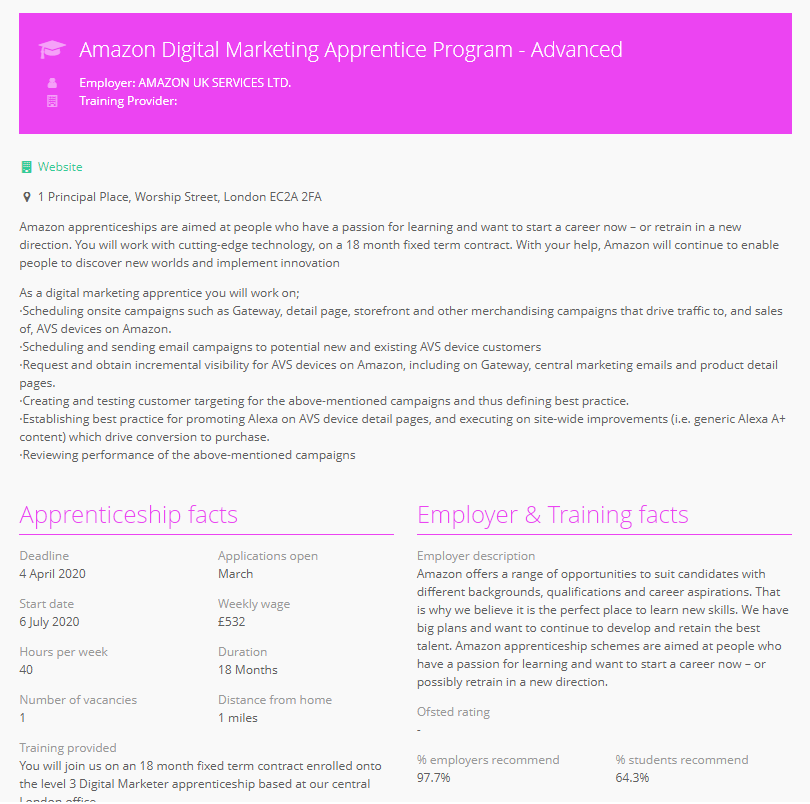 Amazon Digital Marketing Apprentice Program - Advanced
Employer: AMAZON UK SERVICES LTD.
Training Provider:
Website
1 Principal Place, Worship Street, London EC2A 2FA
Amazon apprenticeships are aimed at people who have a passion for learning and want to start a career now – or retrain in a new
direction. You will work with cutting-edge technology, on a 18 month fixed term contract. With your help, Amazon will continue to enable
people to discover new worlds and implement innovation
As a digital marketing apprentice you will work on;
·Scheduling onsite campaigns such as Gateway, detail page, storefront and other merchandising campaigns that drive traffic to, and sales
of, AVS devices on Amazon.
·Scheduling and sending email campaigns to potential new and existing AVS device customers
·Request and obtain incremental visibility for AVS devices on Amazon, including on Gateway, central marketing emails and product detail
pages.
·Creating and testing customer targeting for the above-mentioned campaigns and thus defining best practice.
·Establishing best practice for promoting Alexa on AVS device detail pages, and executing on site-wide improvements (i.e. generic Alexa A+
content) which drive conversion to purchase.
·Reviewing performance of the above-mentioned campaigns
Apprenticeship facts
Deadline
4 April 2020
Applications open
March
Start date
6 July 2020
Weekly wage
£532
Hours per week
40
Duration
18 Months
Number of vacancies
1
Distance from home
1 miles
Training provided
You will join us on an 18 month fixed term contract enrolled onto
the level 3 Digital Marketer apprenticeship based at our central
London office
Employer & Training facts
Employer description
Amazon offers a range of opportunities to suit candidates with
different backgrounds, qualifications and career aspirations. That
is why we believe it is the perfect place to learn new skills. We have
big plans and want to continue to develop and retain the best
talent. Amazon apprenticeship schemes are aimed at people who
have a passion for learning and want to start a career now – or
possibly retrain in a new direction.
Ofsted rating
-
% employers recommend
97.7%
% students recommend
64.3%